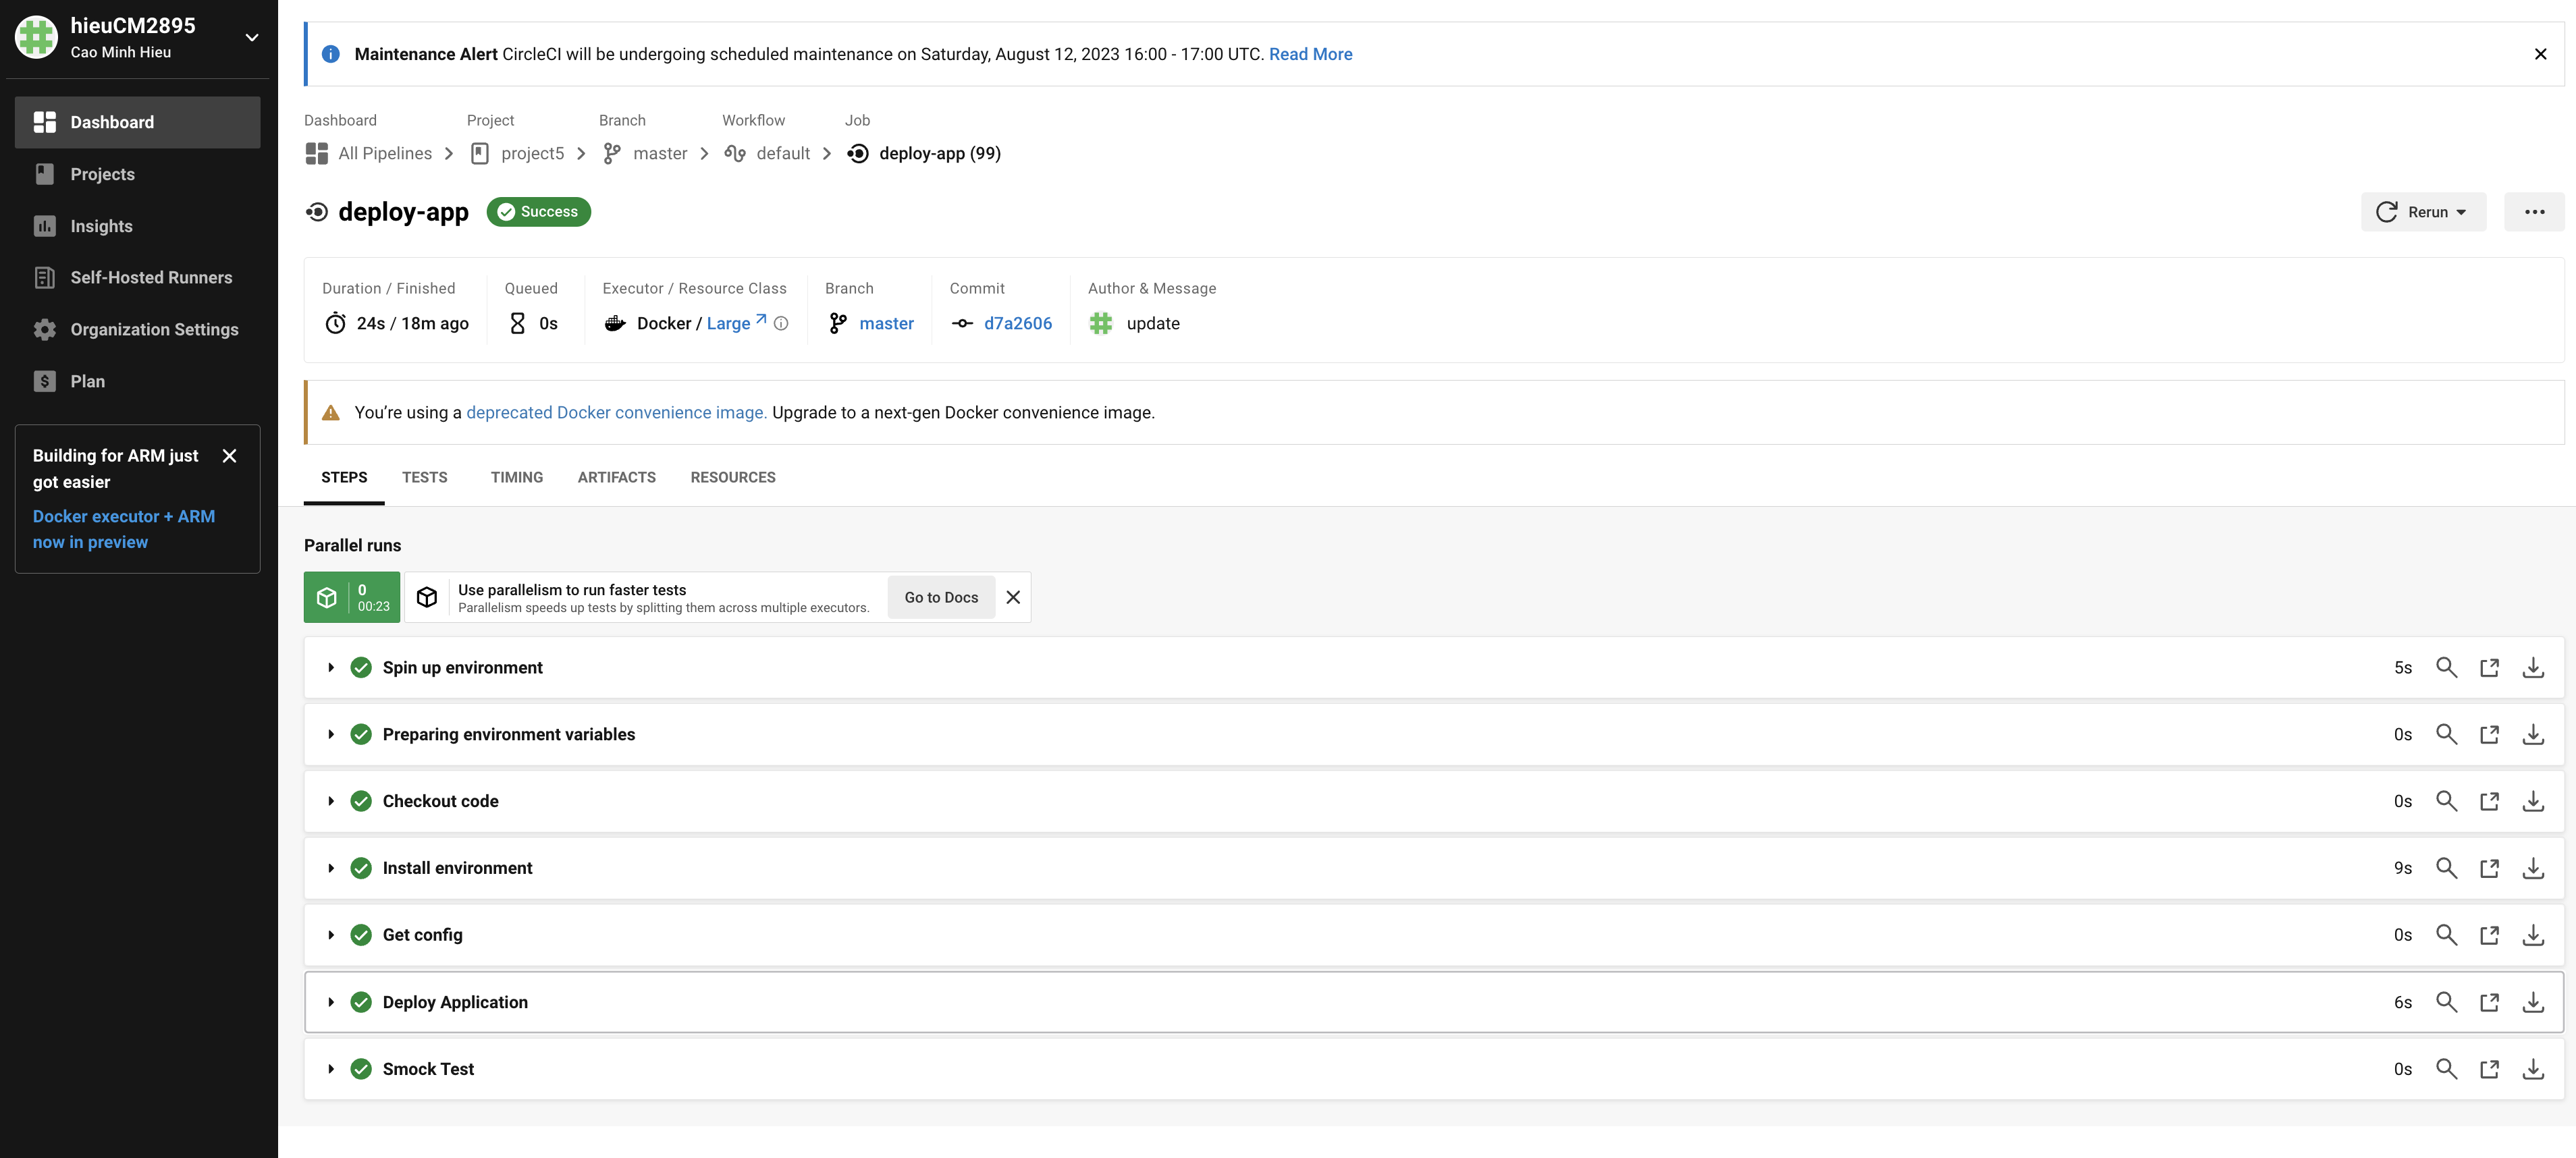 hieuCM2895
Cao Minh Hieu
Dashboard
Projects
Insights
Self-Hosted Runners
Organization Settings
Plan
Building for ARM just
got easier
Docker executor + ARM
now in preview
Maintenance Alert CircleCI will be undergoing scheduled maintenance on Saturday, August 12, 2023 16:00 - 17:00 UTC. Read More
Dashboard Project Branch Workflow Job
All Pipelines project5 master default deploy-app (99)
deploy-app Success Rerun
Duration / Finished Queued Executor / Resource Class Branch Commit Author & Message
24s / 18m ago 0s Docker / Large master d7a2606 update
You're using a deprecated Docker convenience image. Upgrade to a next-gen Docker convenience image.
STEPS TESTS TIMING ARTIFACTS RESOURCES
Parallel runs
0
00:23
Use parallelism to run faster tests
Parallelism speeds up tests by splitting them across multiple executors.
Go to Docs
Spin up environment 5s
Preparing environment variables 0s
Checkout code 0s
Install environment 9s
Get config 0s
Deploy Application 6s
Smock Test 0s